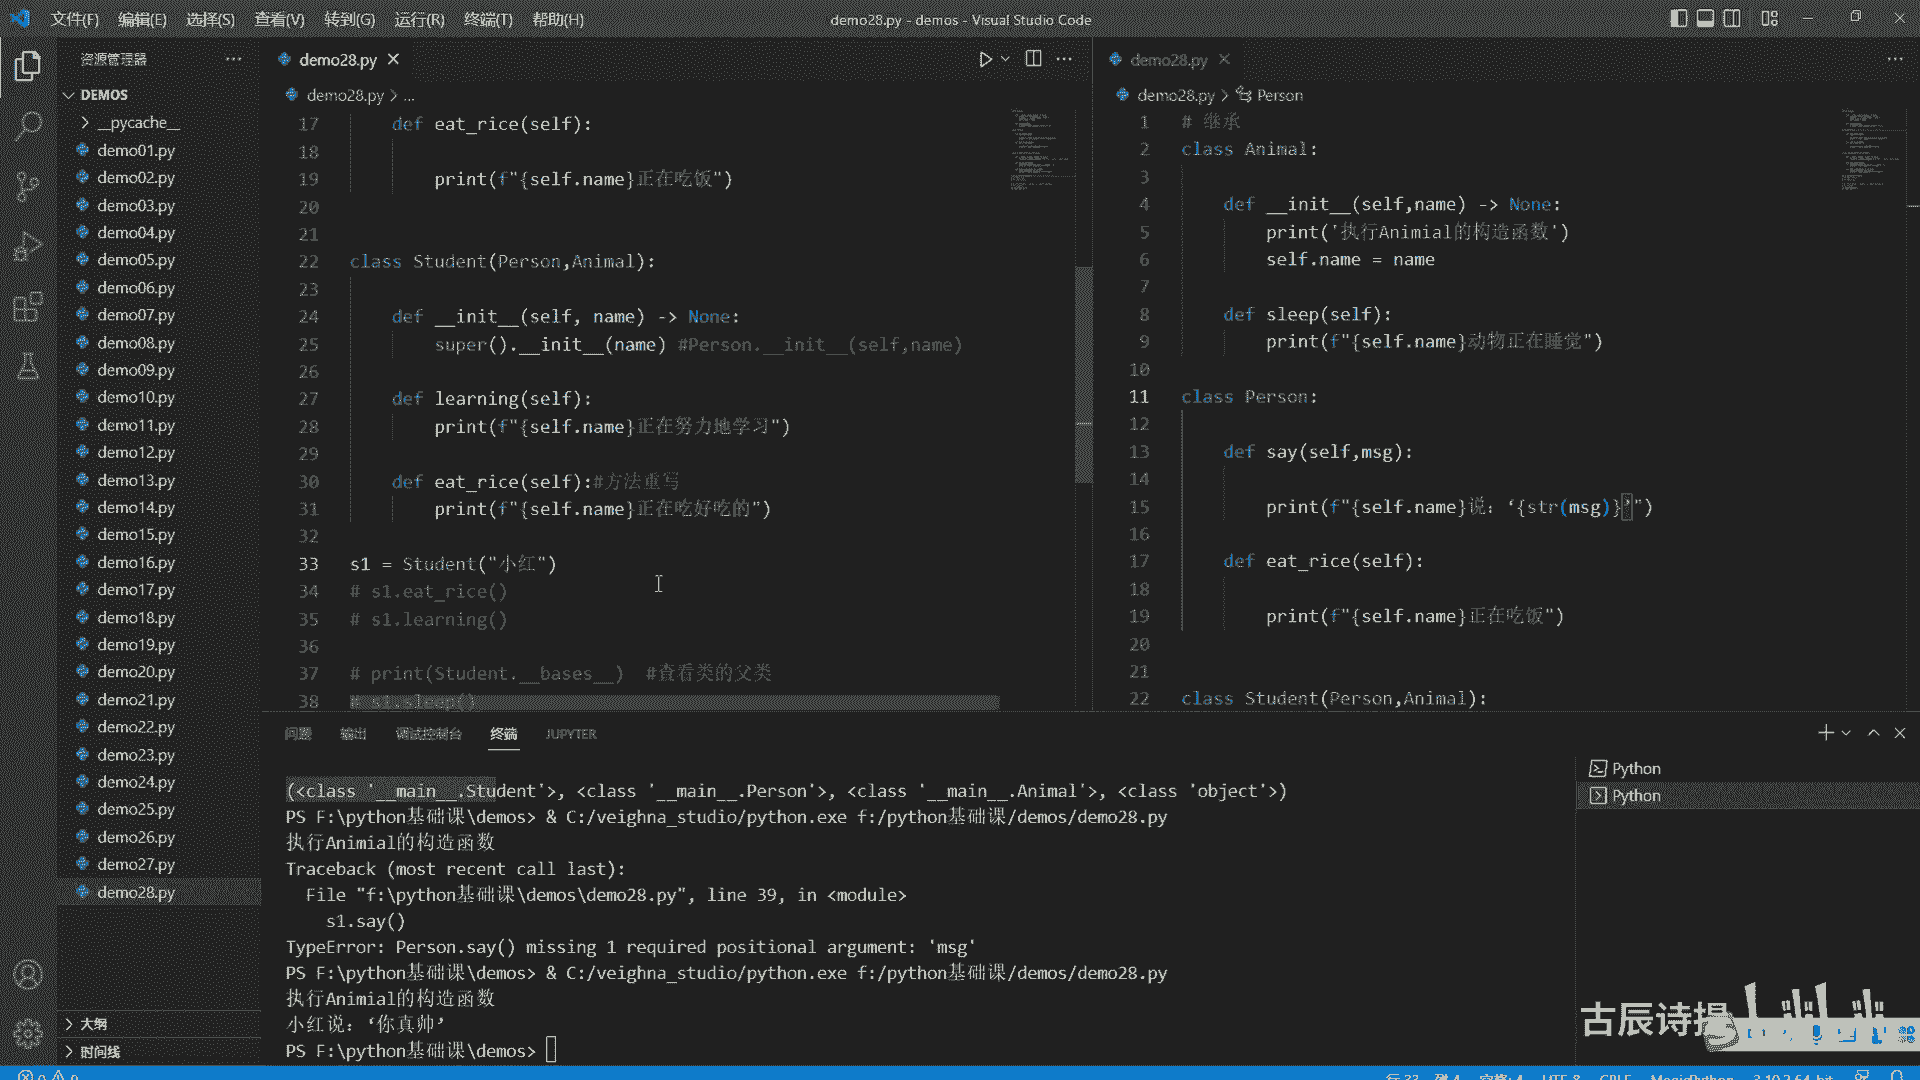 文件(F) 编辑(E) 选择(S) 查看(V) 转到(G) 运行(R) 终端(T) 帮助(H)
demo28.py - demos - Visual Studio Code
资源管理器
DEMOS
__pycache__
demo01.py
demo02.py
demo03.py
demo04.py
demo05.py
demo06.py
demo07.py
demo08.py
demo09.py
demo10.py
demo11.py
demo12.py
demo13.py
demo14.py
demo15.py
demo16.py
demo17.py
demo18.py
demo19.py
demo20.py
demo21.py
demo22.py
demo23.py
demo24.py
demo25.py
demo26.py
demo27.py
demo28.py
大纲
时间线
demo28.py
demo28.py > ...
17 def eat_rice(self):
18
19 print(f"{self.name}正在吃饭")
20
21
22 class Student(Person,Animal):
23
24 def __init__(self, name) -> None:
25 super().__init__(name) #Person.__init__(self,name)
26
27 def learning(self):
28 print(f"{self.name}正在努力地学习")
29
30 def eat_rice(self):#方法重写
31 print(f"{self.name}正在吃好吃的")
32
33 s1 = Student("小红")
34 # s1.eat_rice()
35 # s1.learning()
36
37 # print(Student.__bases__) #查看类的父类
38 # s1.sleep()
demo28.py
demo28.py > Person
1 # 继承
2 class Animal:
3
4 def __init__(self,name) -> None:
5 print('执行Animial的构造函数')
6 self.name = name
7
8 def sleep(self):
9 print(f"{self.name}动物正在睡觉")
10
11 class Person:
12
13 def say(self,msg):
14
15 print(f"{self.name}说：‘{str(msg)}’")
16
17 def eat_rice(self):
18
19 print(f"{self.name}正在吃饭")
20
21
22 class Student(Person,Animal):
问题 输出 调试控制台 终端 JUPYTER
(<class '__main__.Student'>, <class '__main__.Person'>, <class '__main__.Animal'>, <class 'object'>)
PS F:\python基础课\demos> & C:/veighna_studio/python.exe f:/python基础课/demos/demo28.py
执行Animial的构造函数
Traceback (most recent call last):
File "f:\python基础课\demos\demo28.py", line 39, in <module>
s1.say()
TypeError: Person.say() missing 1 required positional argument: 'msg'
PS F:\python基础课\demos> & C:/veighna_studio/python.exe f:/python基础课/demos/demo28.py
执行Animial的构造函数
小红说：‘你真帅’
PS F:\python基础课\demos>
Python
Python
古辰诗提